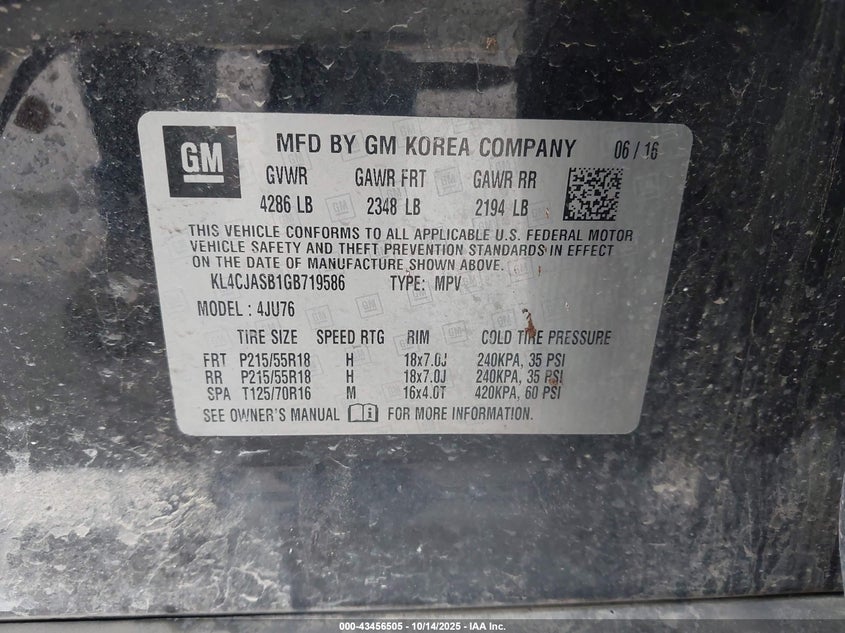 GM MFD BY GM KOREA COMPANY 06 / 16
GVWR GAWR FRT GAWR RR
4286 LB 2348 LB 2194 LB
THIS VEHICLE CONFORMS TO ALL APPLICABLE U.S. FEDERAL MOTOR
VEHICLE SAFETY AND THEFT PREVENTION STANDARDS IN EFFECT
ON THE DATE OF MANUFACTURE SHOWN ABOVE.
KL4CJASB1GB719586 TYPE: MPV
MODEL : 4JU76
TIRE SIZE SPEED RTG RIM COLD TIRE PRESSURE
FRT P215/55R18 H 18x7.0J 240KPA, 35 PSI
RR P215/55R18 H 18x7.0J 240KPA, 35 PSI
SPA T125/70R16 M 16x4.0T 420KPA, 60 PSI
SEE OWNER'S MANUAL FOR MORE INFORMATION.
000-43456505 - 10/14/2025 - IAA Inc.